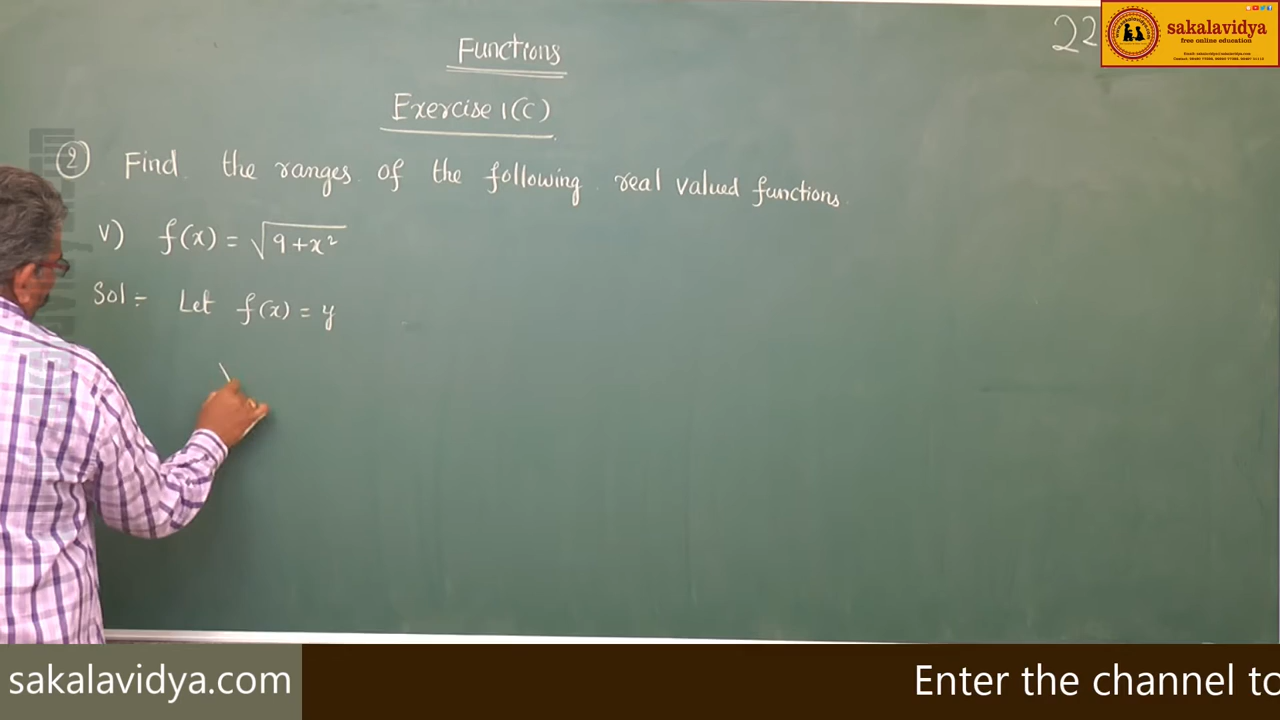 Functions
22
sakalavidya
free online education
Exercise 1(C)
② Find the ranges of the following real valued functions.
v) f(x) = √9+x²
Sol:- Let f(x) = y
sakalavidya.com
Enter the channel to